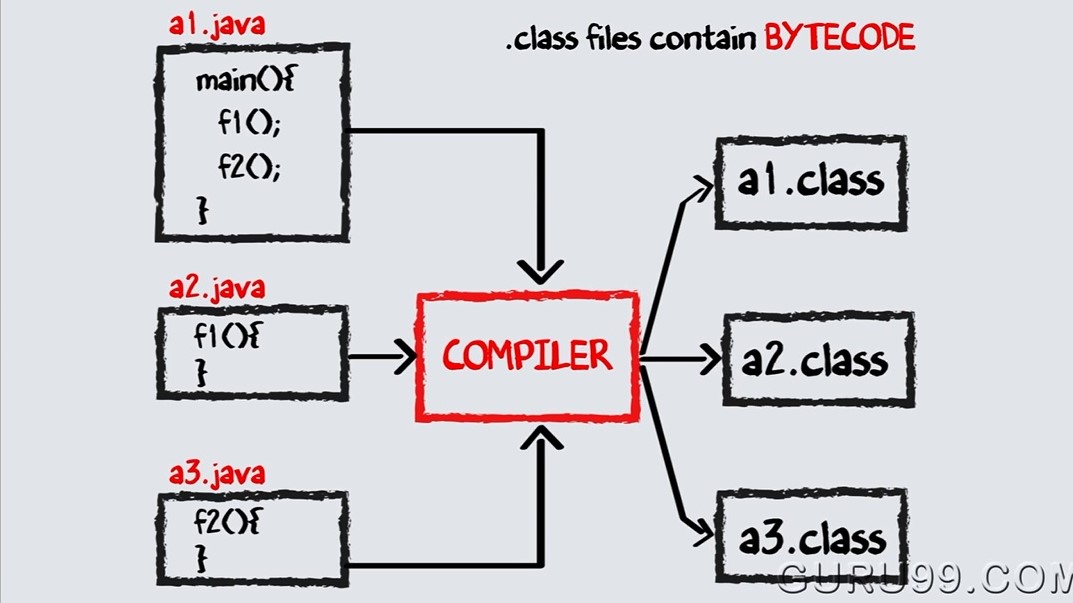 a1.java
.class files contain BYTECODE
main(){
f1();
f2();
}
a1.class
a2.java
f1(){
}
COMPILER
a2.class
a3.java
f2(){
}
a3.class
GURU99.COM